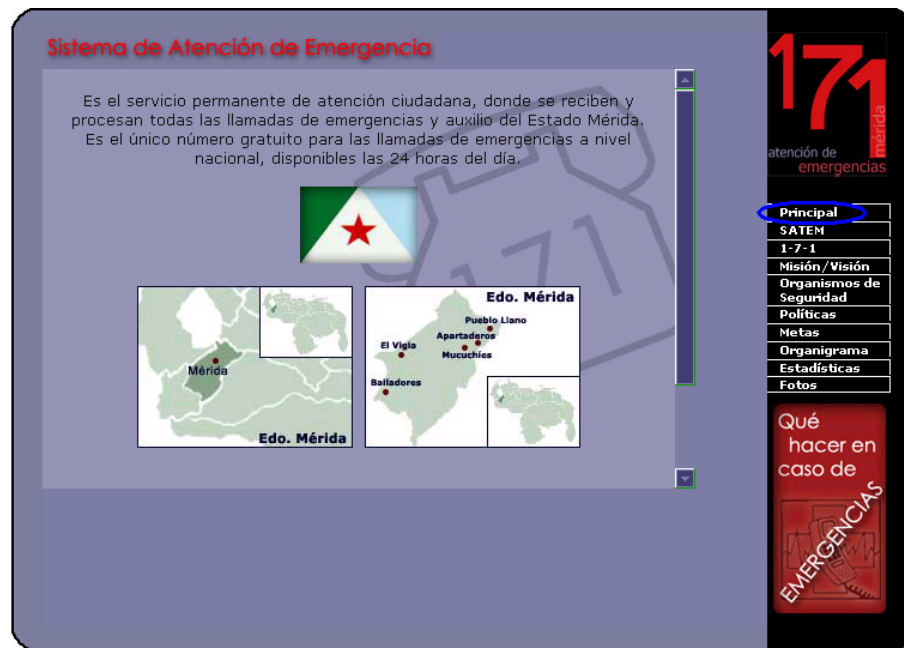 Sistema de Atención de Emergencia
Es el servicio permanente de atención ciudadana, donde se reciben y
procesan todas las llamadas de emergencias y auxilio del Estado Mérida.
Es el único número gratuito para las llamadas de emergencias a nivel
nacional, disponibles las 24 horas del día.
171
Mérida
Edo. Mérida
Edo. Mérida
Pueblo Llano
Apartaderos
El Vigia
Mucuchíes
Bailadores
171
mérida
atención de
emergencias
Principal
SATEM
1-7-1
Misión/Visión
Organismos de
Seguridad
Políticas
Metas
Organigrama
Estadísticas
Fotos
Qué
hacer en
caso de
EMERGENCIAS